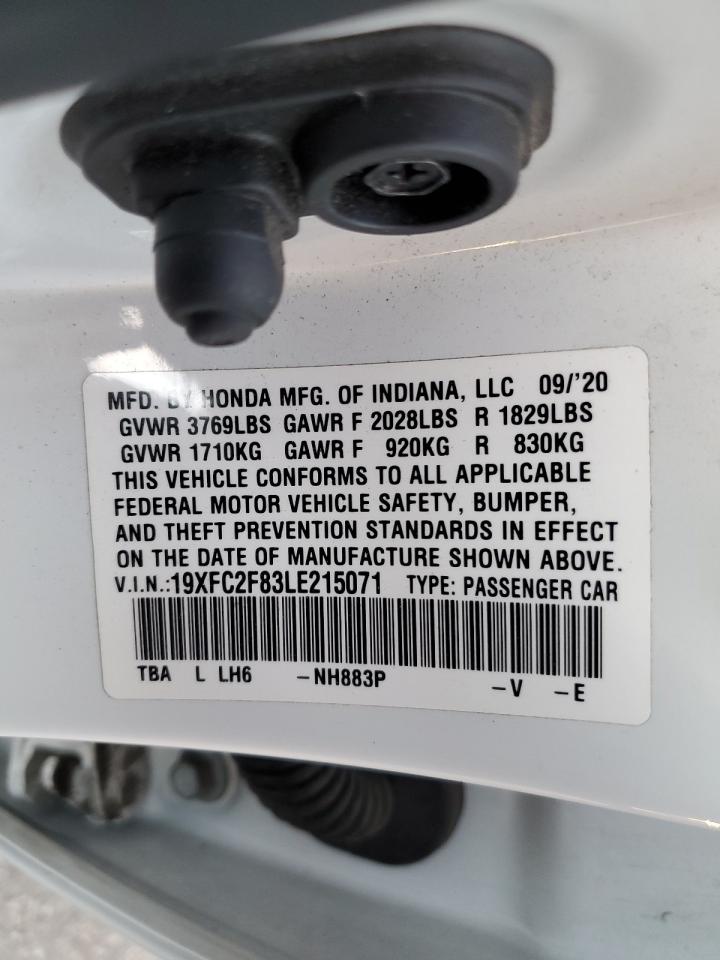 MFD. BY HONDA MFG. OF INDIANA, LLC 09/'20
GVWR 3769LBS GAWR F 2028LBS R 1829LBS
GVWR 1710KG GAWR F 920KG R 830KG
THIS VEHICLE CONFORMS TO ALL APPLICABLE
FEDERAL MOTOR VEHICLE SAFETY, BUMPER,
AND THEFT PREVENTION STANDARDS IN EFFECT
ON THE DATE OF MANUFACTURE SHOWN ABOVE.
V.I.N.:19XFC2F83LE215071 TYPE: PASSENGER CAR
TBA L LH6 -NH883P -V -E